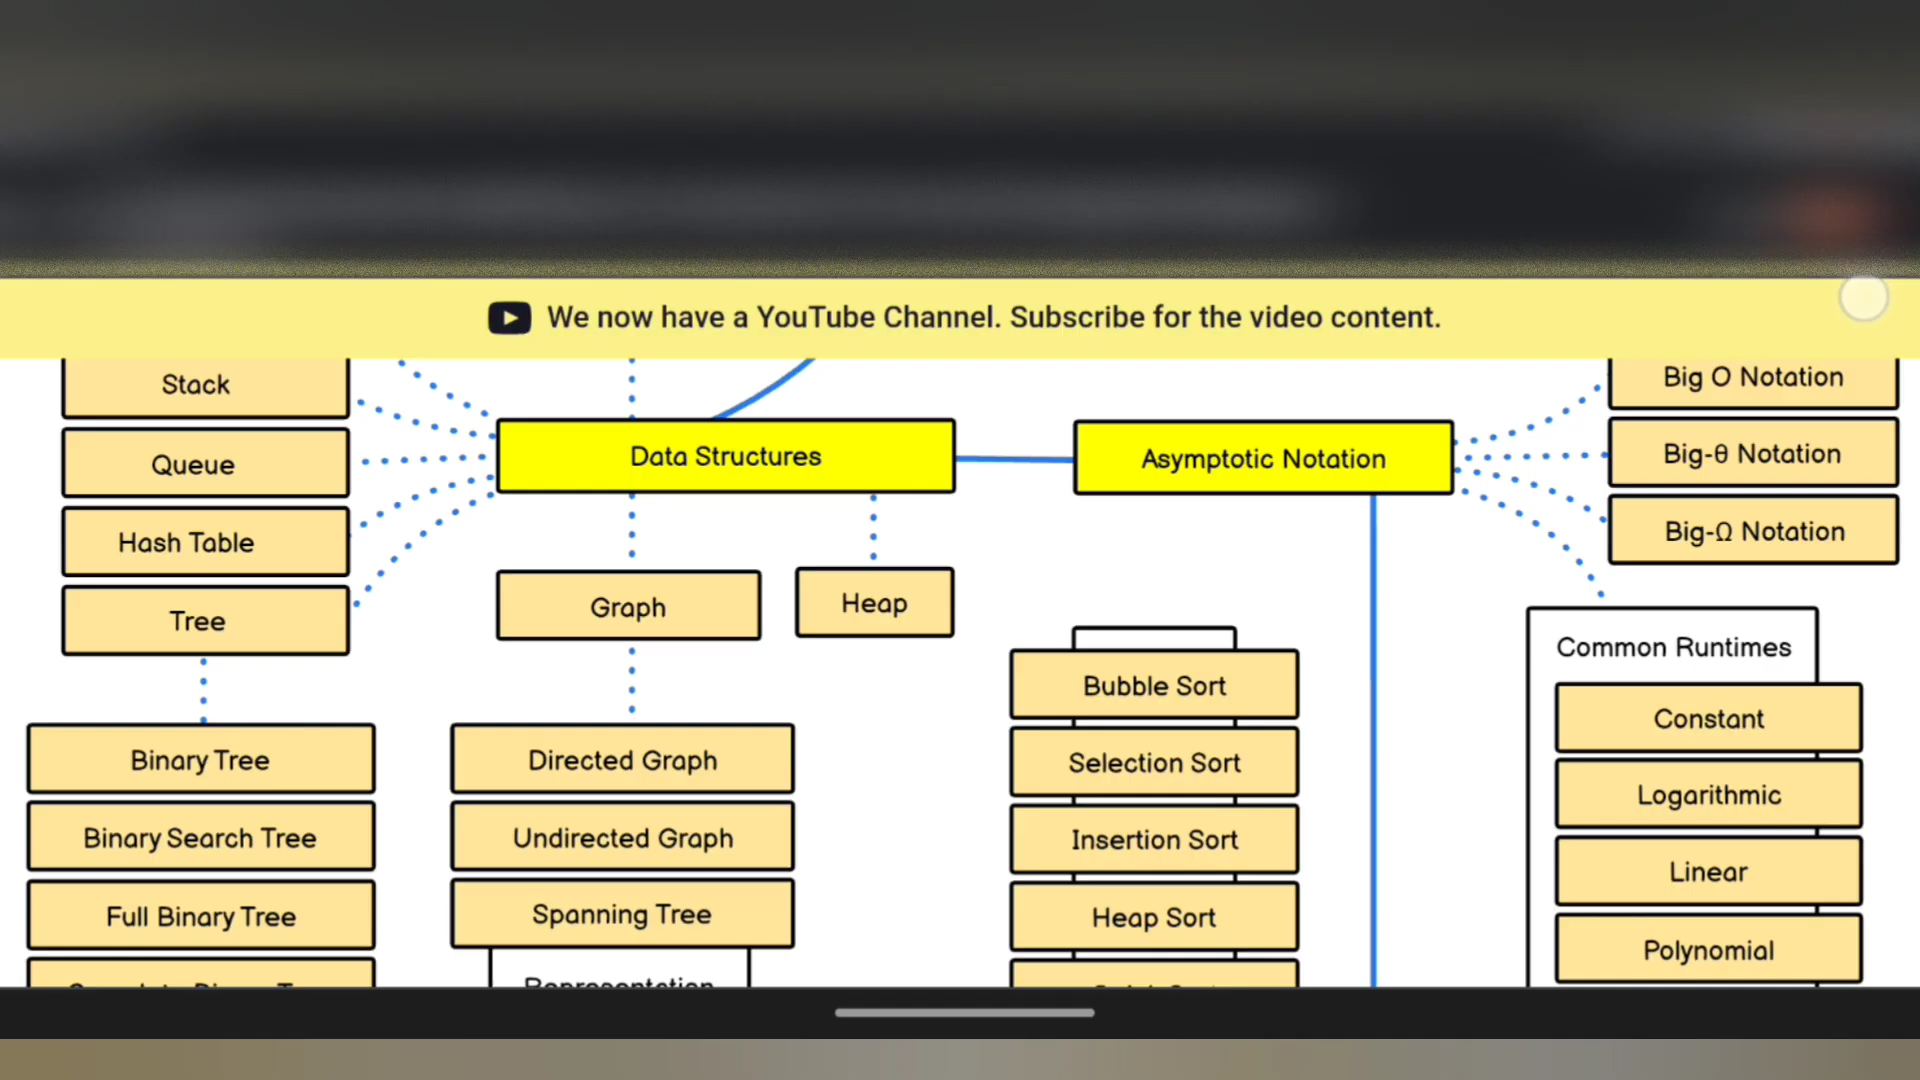 We now have a YouTube Channel. Subscribe for the video content.
Stack
Queue
Hash Table
Tree
Binary Tree
Binary Search Tree
Full Binary Tree
Data Structures
Graph
Heap
Directed Graph
Undirected Graph
Spanning Tree
Representation
Asymptotic Notation
Bubble Sort
Selection Sort
Insertion Sort
Heap Sort
Big O Notation
Big-θ Notation
Big-Ω Notation
Common Runtimes
Constant
Logarithmic
Linear
Polynomial